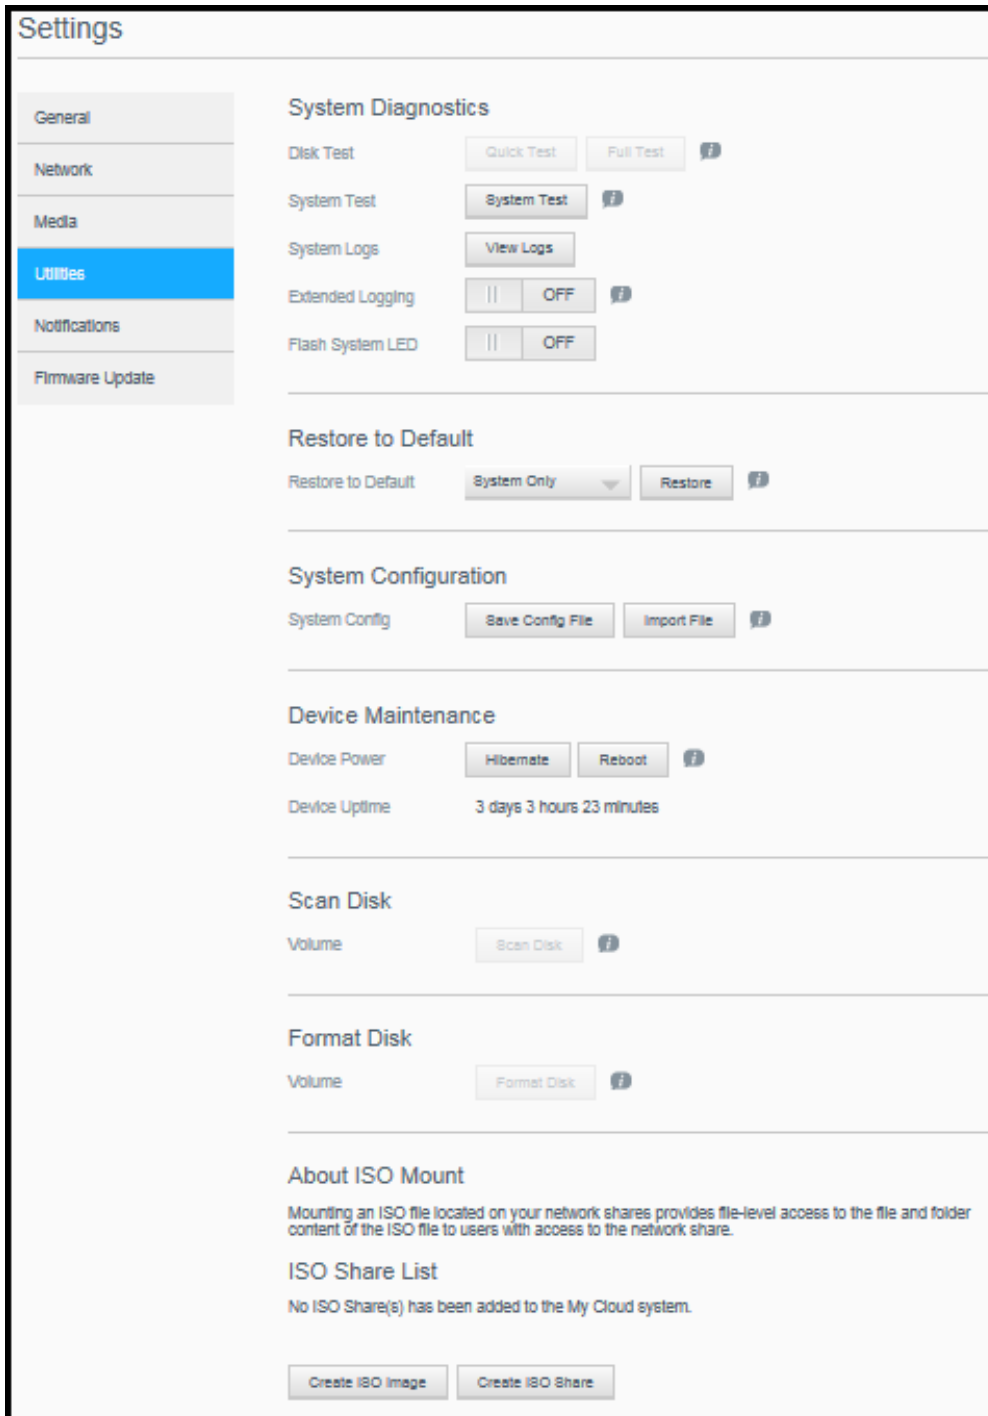 Settings
General
Network
Media
Utilities
Notifications
Firmware Update
System Diagnostics
Disk Test Quick Test Full Test i
System Test System Test i
System Logs View Logs
Extended Logging OFF i
Flash System LED OFF
Restore to Default
Restore to Default System Only Restore i
System Configuration
System Config Save Config File Import File i
Device Maintenance
Device Power Hibernate Reboot i
Device Uptime 3 days 3 hours 23 minutes
Scan Disk
Volume Scan Disk i
Format Disk
Volume Format Disk i
About ISO Mount
Mounting an ISO file located on your network shares provides file-level access to the file and folder
content of the ISO file to users with access to the network share.
ISO Share List
No ISO Share(s) has been added to the My Cloud system.
Create ISO Image Create ISO Share